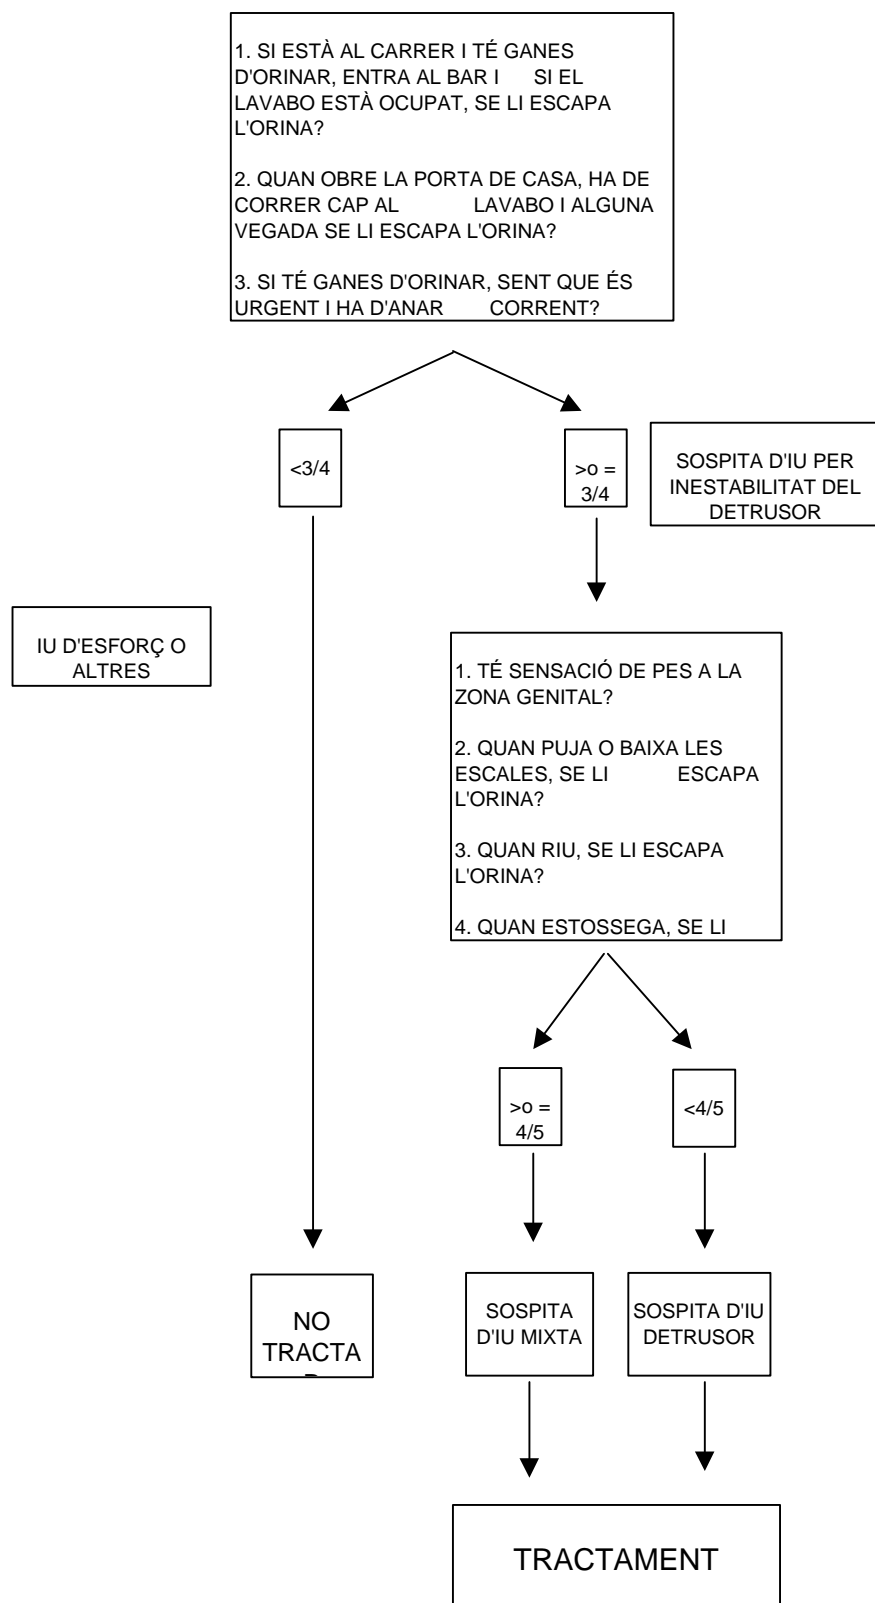 1. SI ESTÀ AL CARRER I TÉ GANES
D'ORINAR, ENTRA AL BAR I SI EL
LAVABO ESTÀ OCUPAT, SE LI ESCAPA
L'ORINA?
2. QUAN OBRE LA PORTA DE CASA, HA DE
CORRER CAP AL LAVABO I ALGUNA
VEGADA SE LI ESCAPA L'ORINA?
3. SI TÉ GANES D'ORINAR, SENT QUE ÉS
URGENT I HA D'ANAR CORRENT?
<3/4
>o =
3/4
SOSPITA D'IU PER
INESTABILITAT DEL
DETRUSOR
IU D'ESFORÇ O
ALTRES
1. TÉ SENSACIÓ DE PES A LA
ZONA GENITAL?
2. QUAN PUJA O BAIXA LES
ESCALES, SE LI ESCAPA
L'ORINA?
3. QUAN RIU, SE LI ESCAPA
L'ORINA?
4. QUAN ESTOSSEGA, SE LI
>o =
4/5
<4/5
NO
TRACTA
SOSPITA
D'IU MIXTA
SOSPITA D'IU
DETRUSOR
TRACTAMENT